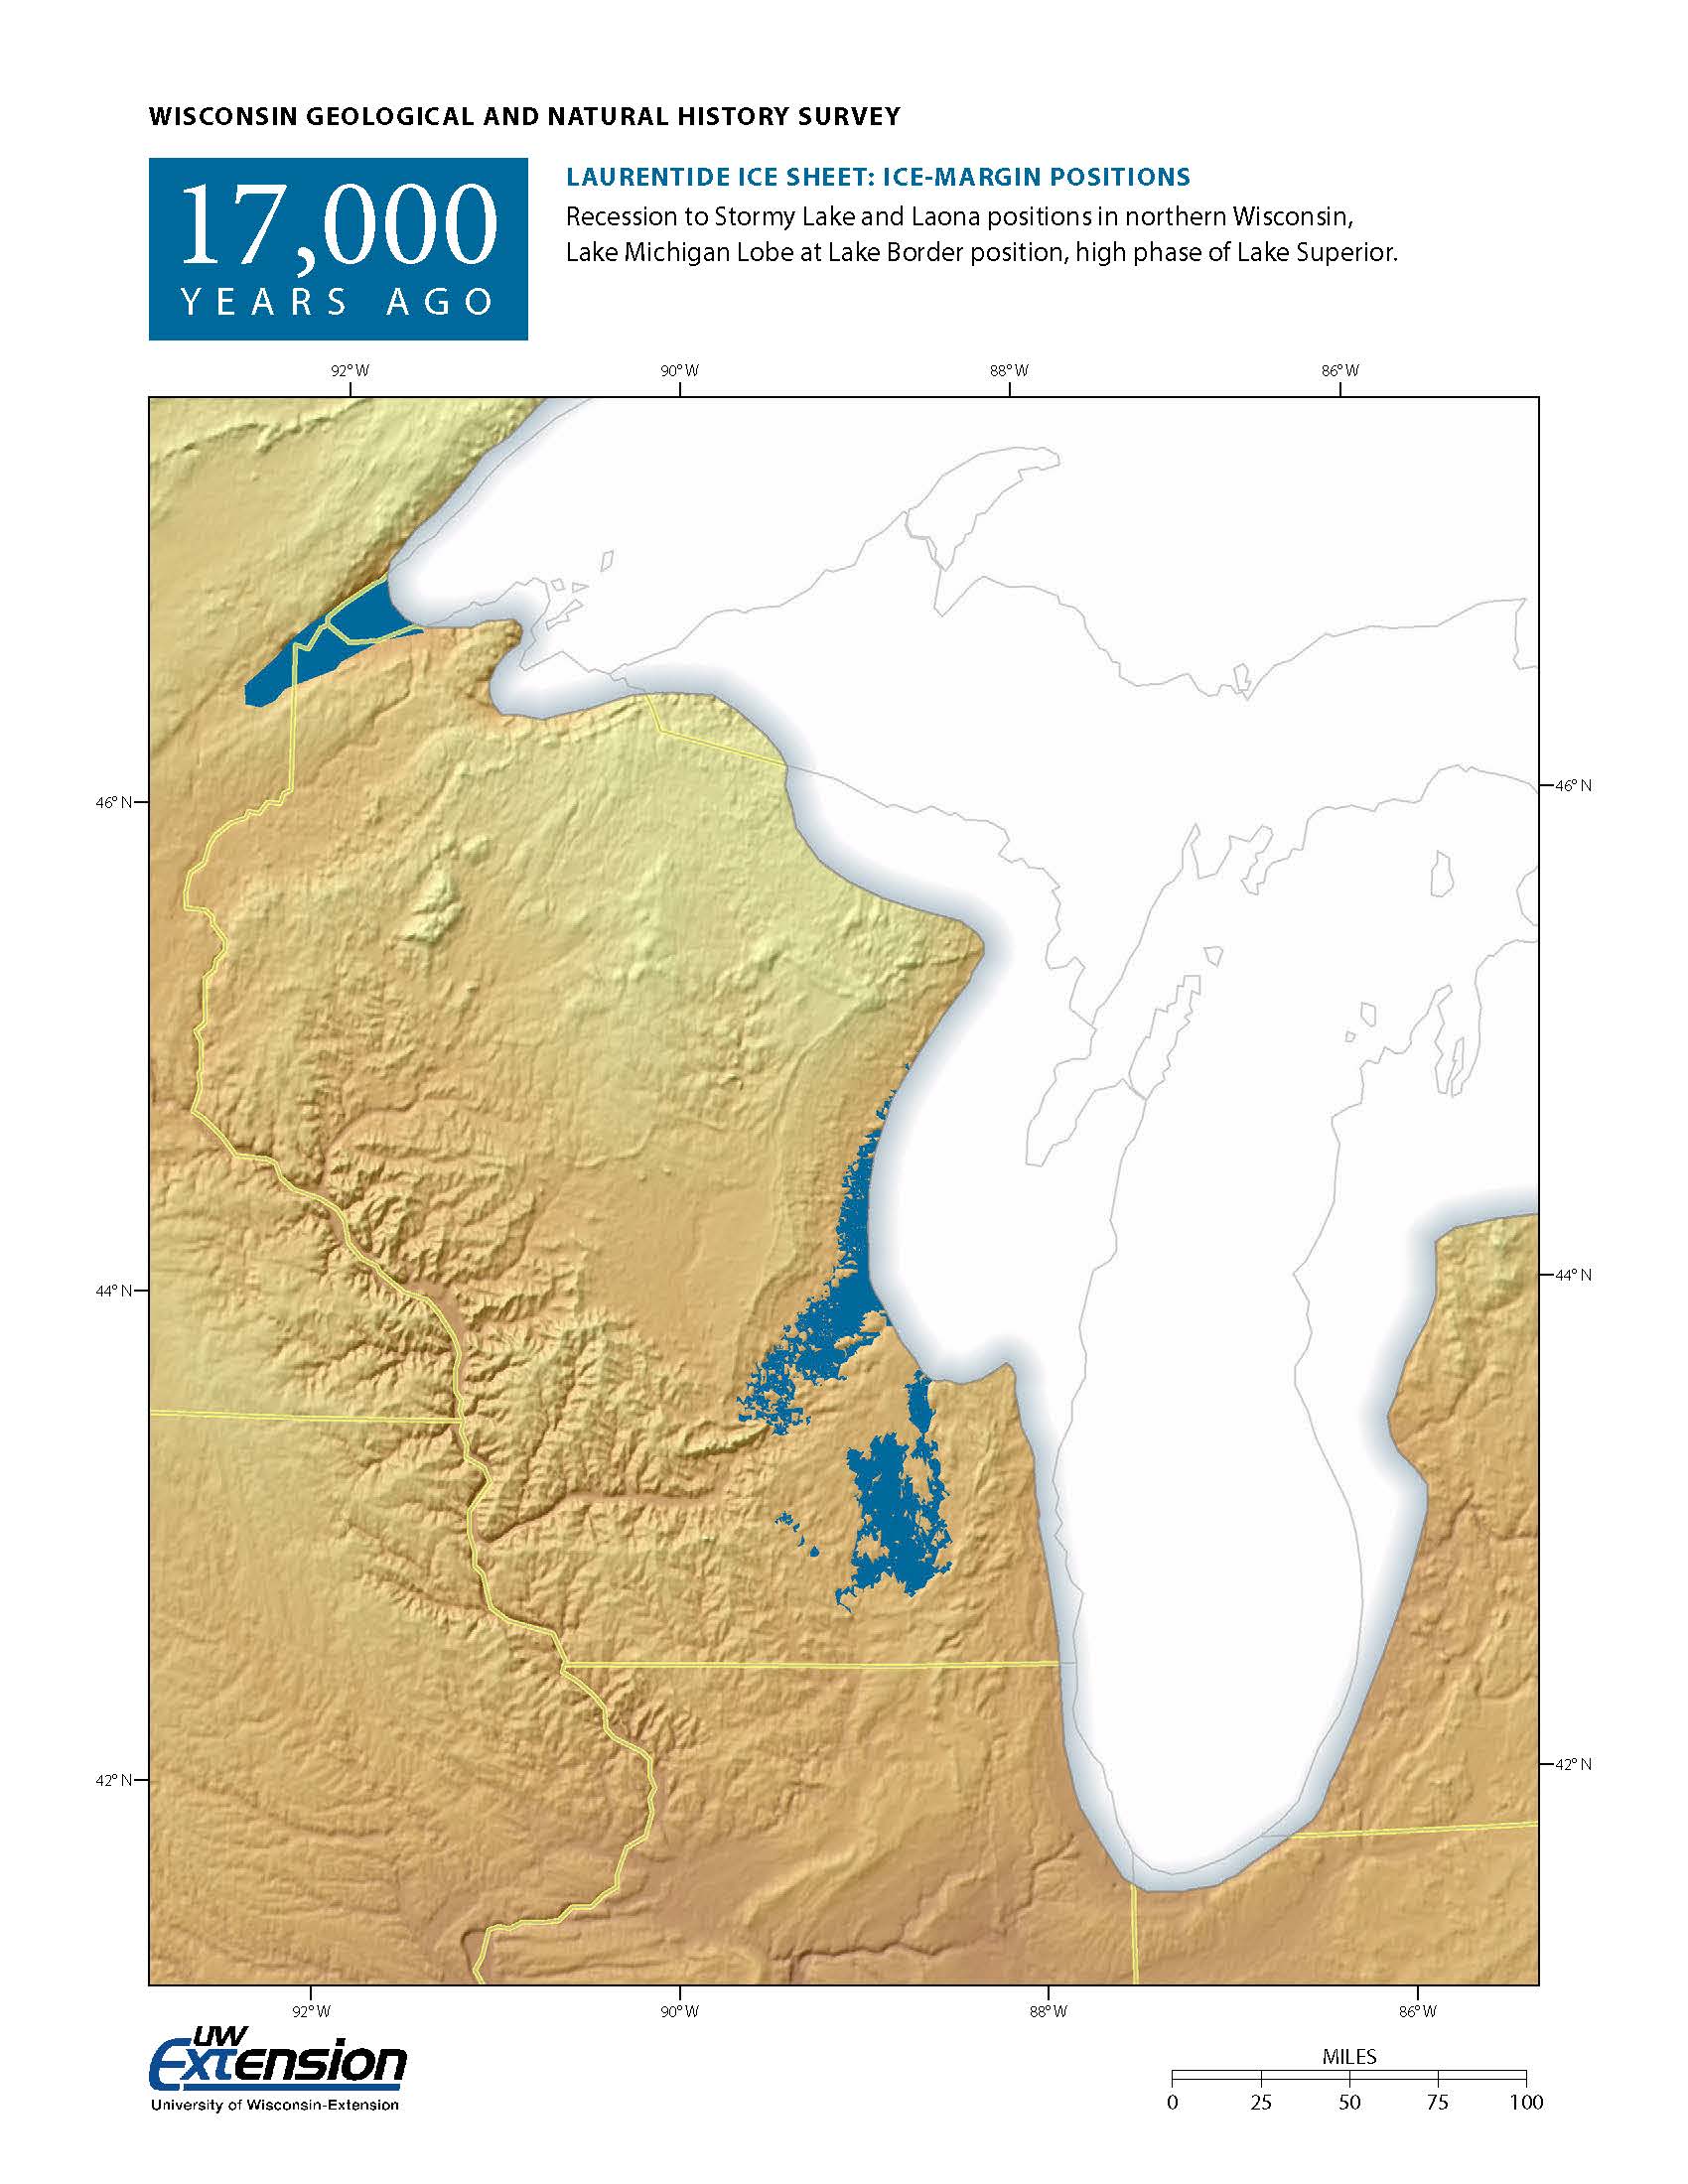 WISCONSIN GEOLOGICAL AND NATURAL HISTORY SURVEY
17,000
YEARS AGO
LAURENTIDE ICE SHEET: ICE-MARGIN POSITIONS
Recession to Stormy Lake and Laona positions in northern Wisconsin,
Lake Michigan Lobe at Lake Border position, high phase of Lake Superior.
92°W 90°W 88°W 86°W
46°N 46°N
44°N 44°N
42°N 42°N
92°W 90°W 88°W 86°W
UW
Extension
University of Wisconsin-Extension
MILES
0 25 50 75 100